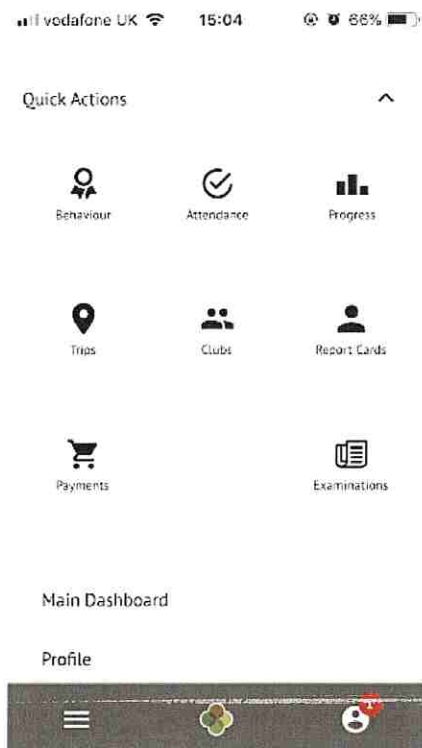 vodafone UK 15:04 66%
Quick Actions
Behaviour Attendance Progress
Trips Clubs Report Cards
Payments Examinations
Main Dashboard
Profile
1